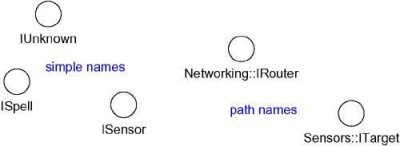 IUnknown
simple names
Networking::IRouter
ISpell
ISensor
path names
Sensors::ITarget